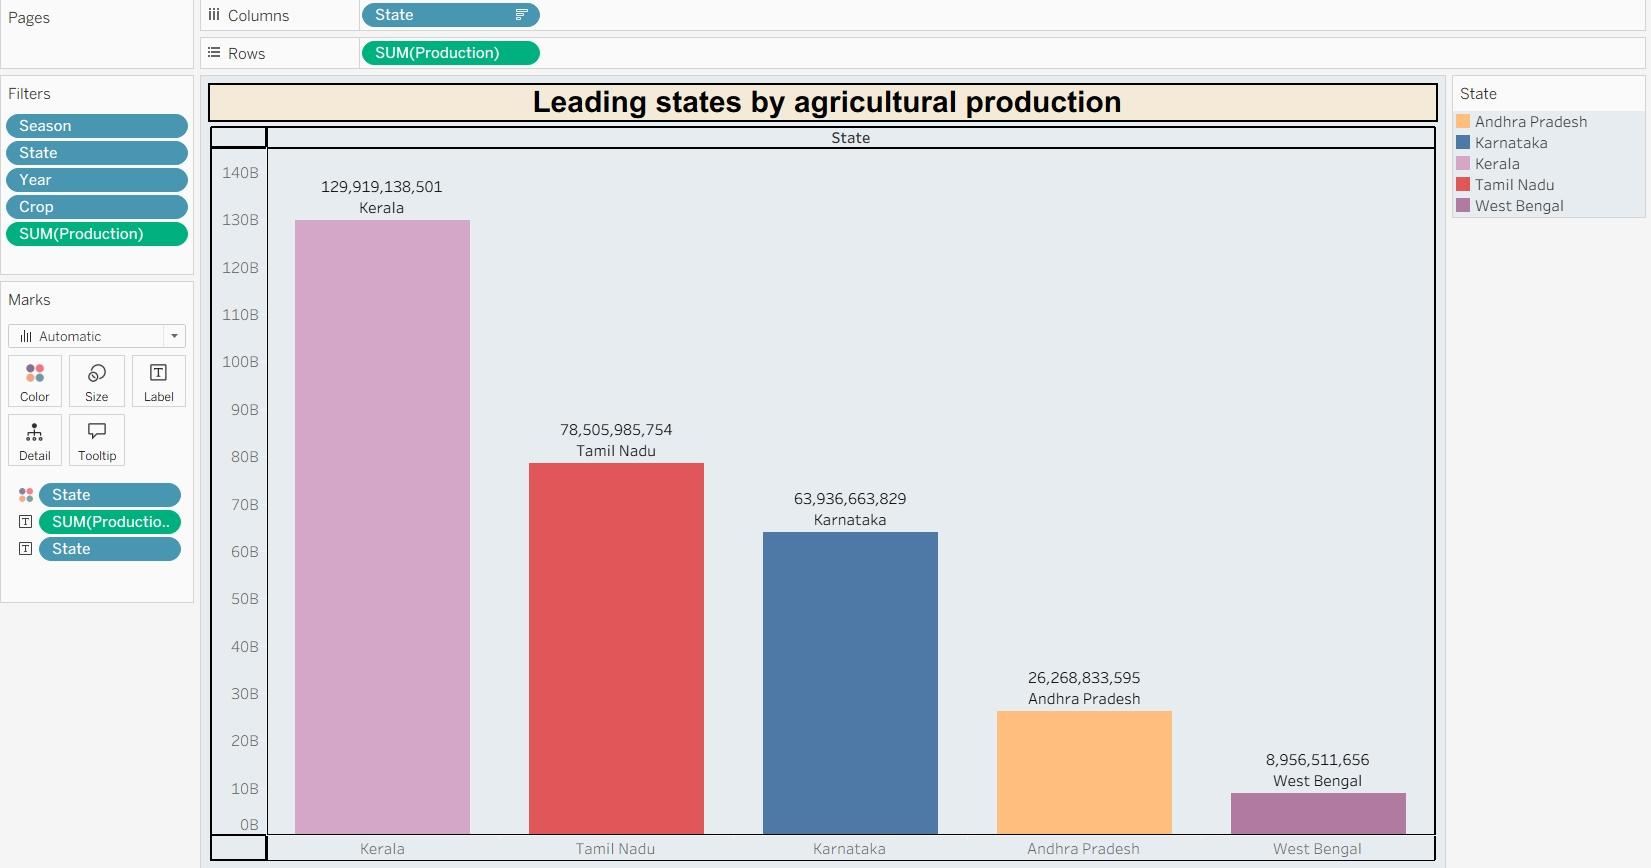 Pages
Columns
State
Rows
SUM(Production)
Filters
Season
State
Year
Crop
SUM(Production)
Marks
Automatic
Color
Size
Label
Detail
Tooltip
State
SUM(Productio..
State
Leading states by agricultural production
State
140B
130B
120B
110B
100B
90B
80B
70B
60B
50B
40B
30B
20B
10B
0B
129,919,138,501
Kerala
78,505,985,754
Tamil Nadu
63,936,663,829
Karnataka
26,268,833,595
Andhra Pradesh
8,956,511,656
West Bengal
Kerala
Tamil Nadu
Karnataka
Andhra Pradesh
West Bengal
State
Andhra Pradesh
Karnataka
Kerala
Tamil Nadu
West Bengal